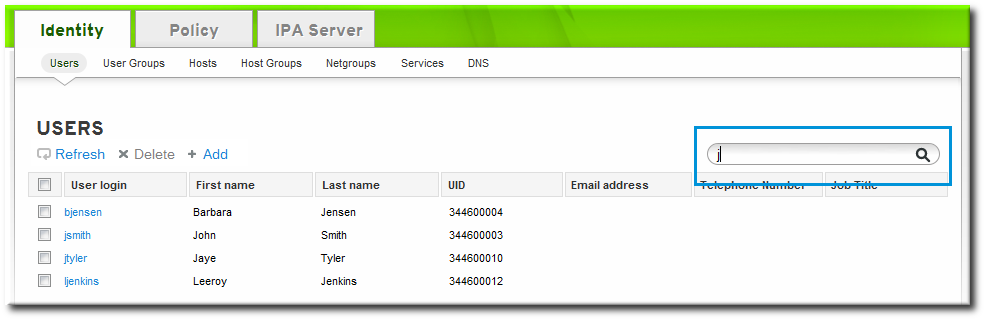 Identity Policy IPA Server
Users User Groups Hosts Host Groups Netgroups Services DNS
USERS
Refresh Delete Add
j
User login First name Last name UID Email address Telephone Number Job Title
bjensen Barbara Jensen 344600004
jsmith John Smith 344600003
jtyler Jaye Tyler 344600010
ljenkins Leeroy Jenkins 344600012